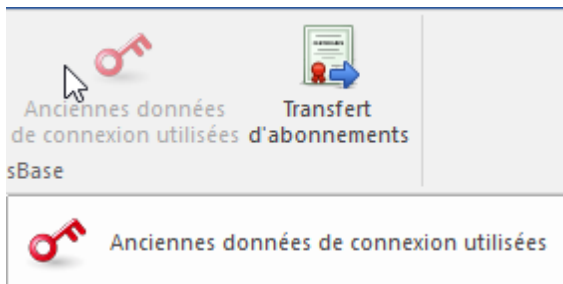 Anciennes données
de connexion utilisées
Transfert
d'abonnements
sBase
Anciennes données de connexion utilisées